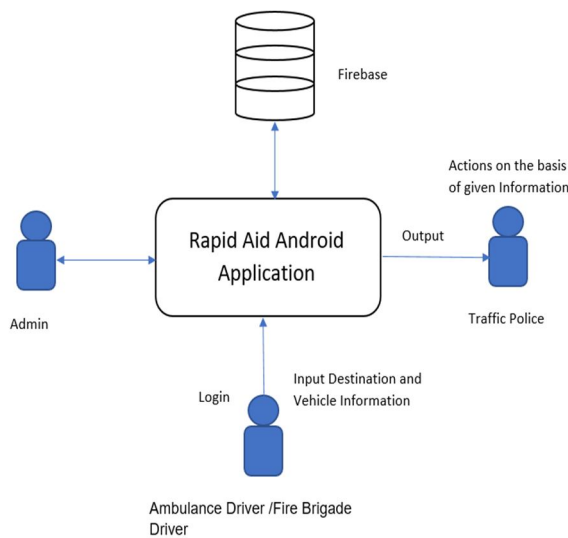 Firebase
Actions on the basis
of given Information
Rapid Aid Android
Application
Output
Admin
Traffic Police
Input Destination and
Vehicle Information
Login
Ambulance Driver /Fire Brigade
Driver